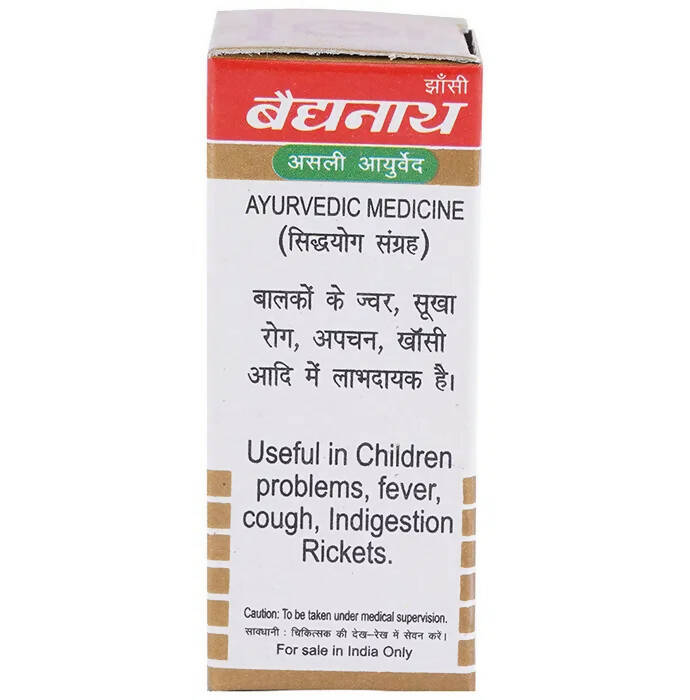 झाँसी
बैद्यनाथ
असली आयुर्वेद
AYURVEDIC MEDICINE
(सिद्धयोग संग्रह)
बालकों के ज्वर, सूखा
रोग, अपचन, खॉसी
आदि में लाभदायक है।
Useful in Children
problems, fever,
cough, Indigestion
Rickets.
Caution: To be taken under medical supervision.
सावधानी : चिकित्सक की देख-रेख में सेवन करें।
For sale in India Only